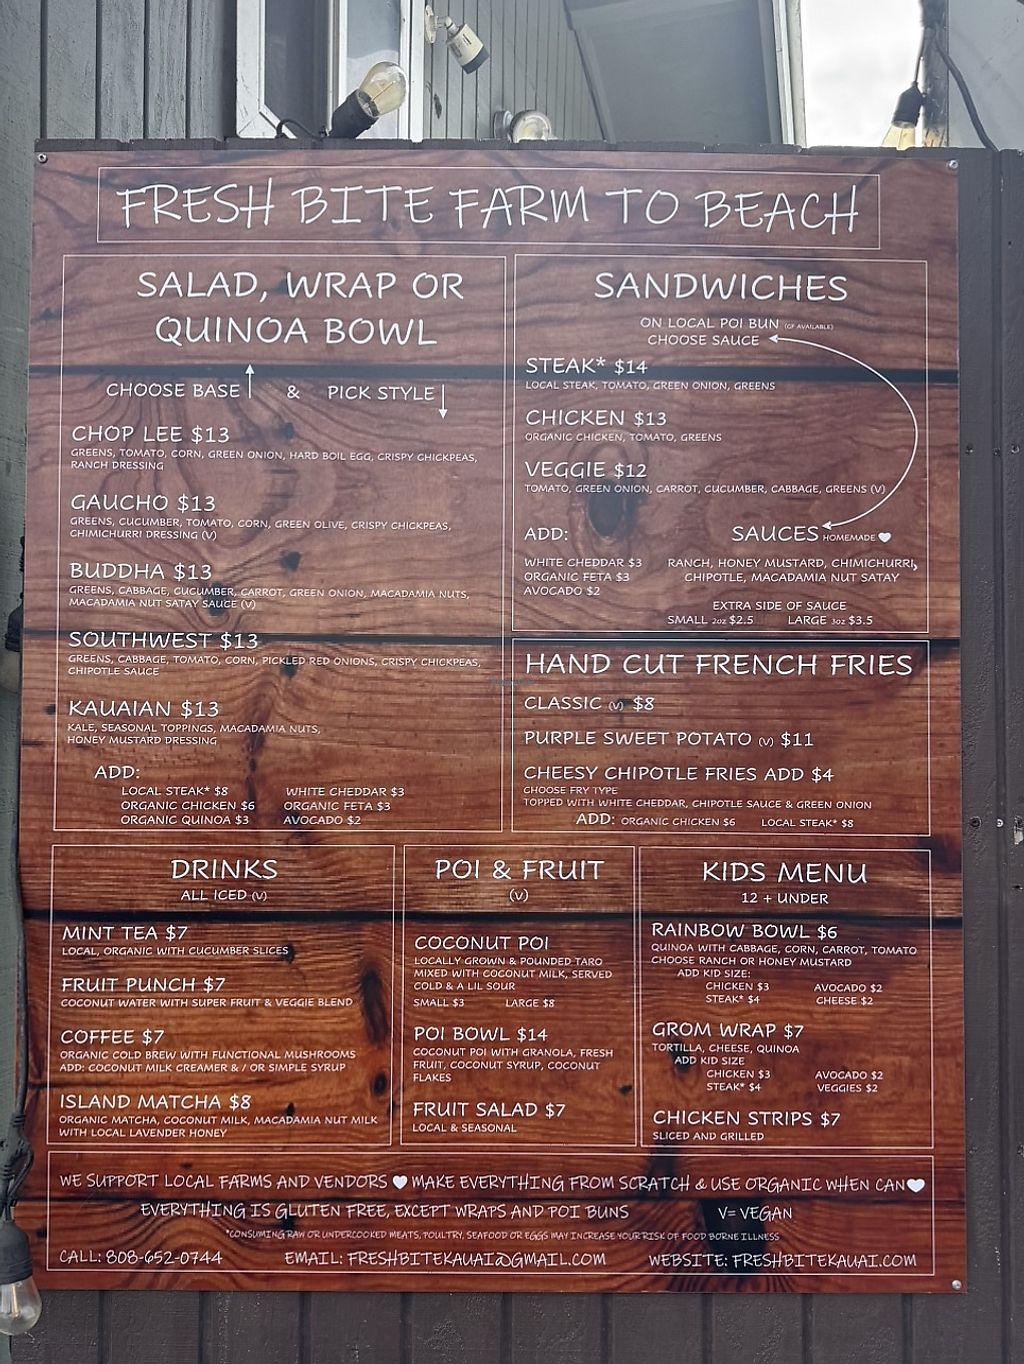 FRESH BITE FARM TO BEACH
SALAD, WRAP OR
QUINOA BOWL
CHOOSE BASE & PICK STYLE
CHOP LEE $13
GREENS, TOMATO, CORN, GREEN ONION, HARD BOIL EGG, CRISPY CHICKPEAS,
RANCH DRESSING
GAUCHO $13
GREENS, CUCUMBER, TOMATO, CORN, GREEN OLIVE, CRISPY CHICKPEAS,
CHIMICHURRI DRESSING (V)
BUDDHA $13
GREENS, CABBAGE, CUCUMBER, CARROT, GREEN ONION, MACADAMIA NUTS,
MACADAMIA NUT SATAY SAUCE (V)
SOUTHWEST $13
GREENS, CABBAGE, TOMATO, CORN, PICKLED RED ONIONS, CRISPY CHICKPEAS,
CHIPOTLE SAUCE
KAUAIAN $13
KALE, SEASONAL TOPPINGS, MACADAMIA NUTS,
HONEY MUSTARD DRESSING
ADD:
LOCAL STEAK* $8 WHITE CHEDDAR $3
ORGANIC CHICKEN $6 ORGANIC FETA $3
ORGANIC QUINOA $3 AVOCADO $2
SANDWICHES
ON LOCAL POI BUN (GF AVAILABLE)
CHOOSE SAUCE
STEAK* $14
LOCAL STEAK, TOMATO, GREEN ONION, GREENS
CHICKEN $13
ORGANIC CHICKEN, TOMATO, GREENS
VEGGIE $12
TOMATO, GREEN ONION, CARROT, CUCUMBER, CABBAGE, GREENS (V)
ADD:
WHITE CHEDDAR $3
ORGANIC FETA $3
AVOCADO $2
SAUCES HOMEMADE ♥
RANCH, HONEY MUSTARD, CHIMICHURRI,
CHIPOTLE, MACADAMIA NUT SATAY
EXTRA SIDE OF SAUCE
SMALL 2oz $2.5 LARGE 3oz $3.5
HAND CUT FRENCH FRIES
CLASSIC (V) $8
PURPLE SWEET POTATO (V) $11
CHEESY CHIPOTLE FRIES ADD $4
CHOOSE FRY TYPE
TOPPED WITH WHITE CHEDDAR, CHIPOTLE SAUCE & GREEN ONION
ADD: ORGANIC CHICKEN $6 LOCAL STEAK* $8
DRINKS
ALL ICED (V)
MINT TEA $7
LOCAL, ORGANIC WITH CUCUMBER SLICES
FRUIT PUNCH $7
COCONUT WATER WITH SUPER FRUIT & VEGGIE BLEND
COFFEE $7
ORGANIC COLD BREW WITH FUNCTIONAL MUSHROOMS
ADD: COCONUT MILK CREAMER & / OR SIMPLE SYRUP
ISLAND MATCHA $8
ORGANIC MATCHA, COCONUT MILK, MACADAMIA NUT MILK
WITH LOCAL LAVENDER HONEY
POI & FRUIT
(V)
COCONUT POI
LOCALLY GROWN & POUNDED TARO
MIXED WITH COCONUT MILK, SERVED
COLD & A LIL SOUR
SMALL $3 LARGE $8
POI BOWL $14
COCONUT POI WITH GRANOLA, FRESH
FRUIT, COCONUT SYRUP, COCONUT
FLAKES
FRUIT SALAD $7
LOCAL & SEASONAL
KIDS MENU
12 + UNDER
RAINBOW BOWL $6
QUINOA WITH CABBAGE, CORN, CARROT, TOMATO
CHOOSE RANCH OR HONEY MUSTARD
ADD KID SIZE:
CHICKEN $3 AVOCADO $2
STEAK* $4 CHEESE $2
GROM WRAP $7
TORTILLA, CHEESE, QUINOA
ADD KID SIZE
CHICKEN $3 AVOCADO $2
STEAK* $4 VEGGIES $2
CHICKEN STRIPS $7
SLICED AND GRILLED
WE SUPPORT LOCAL FARMS AND VENDORS ♥ MAKE EVERYTHING FROM SCRATCH & USE ORGANIC WHEN CAN ♥
EVERYTHING IS GLUTEN FREE, EXCEPT WRAPS AND POI BUNS V= VEGAN
*CONSUMING RAW OR UNDERCOOKED MEATS, POULTRY, SEAFOOD OR EGGS MAY INCREASE YOUR RISK OF FOOD BORNE ILLNESS
CALL: 808-652-0744 EMAIL: FRESHBITEKAUAI@GMAIL.COM WEBSITE: FRESHBITEKAUAI.COM